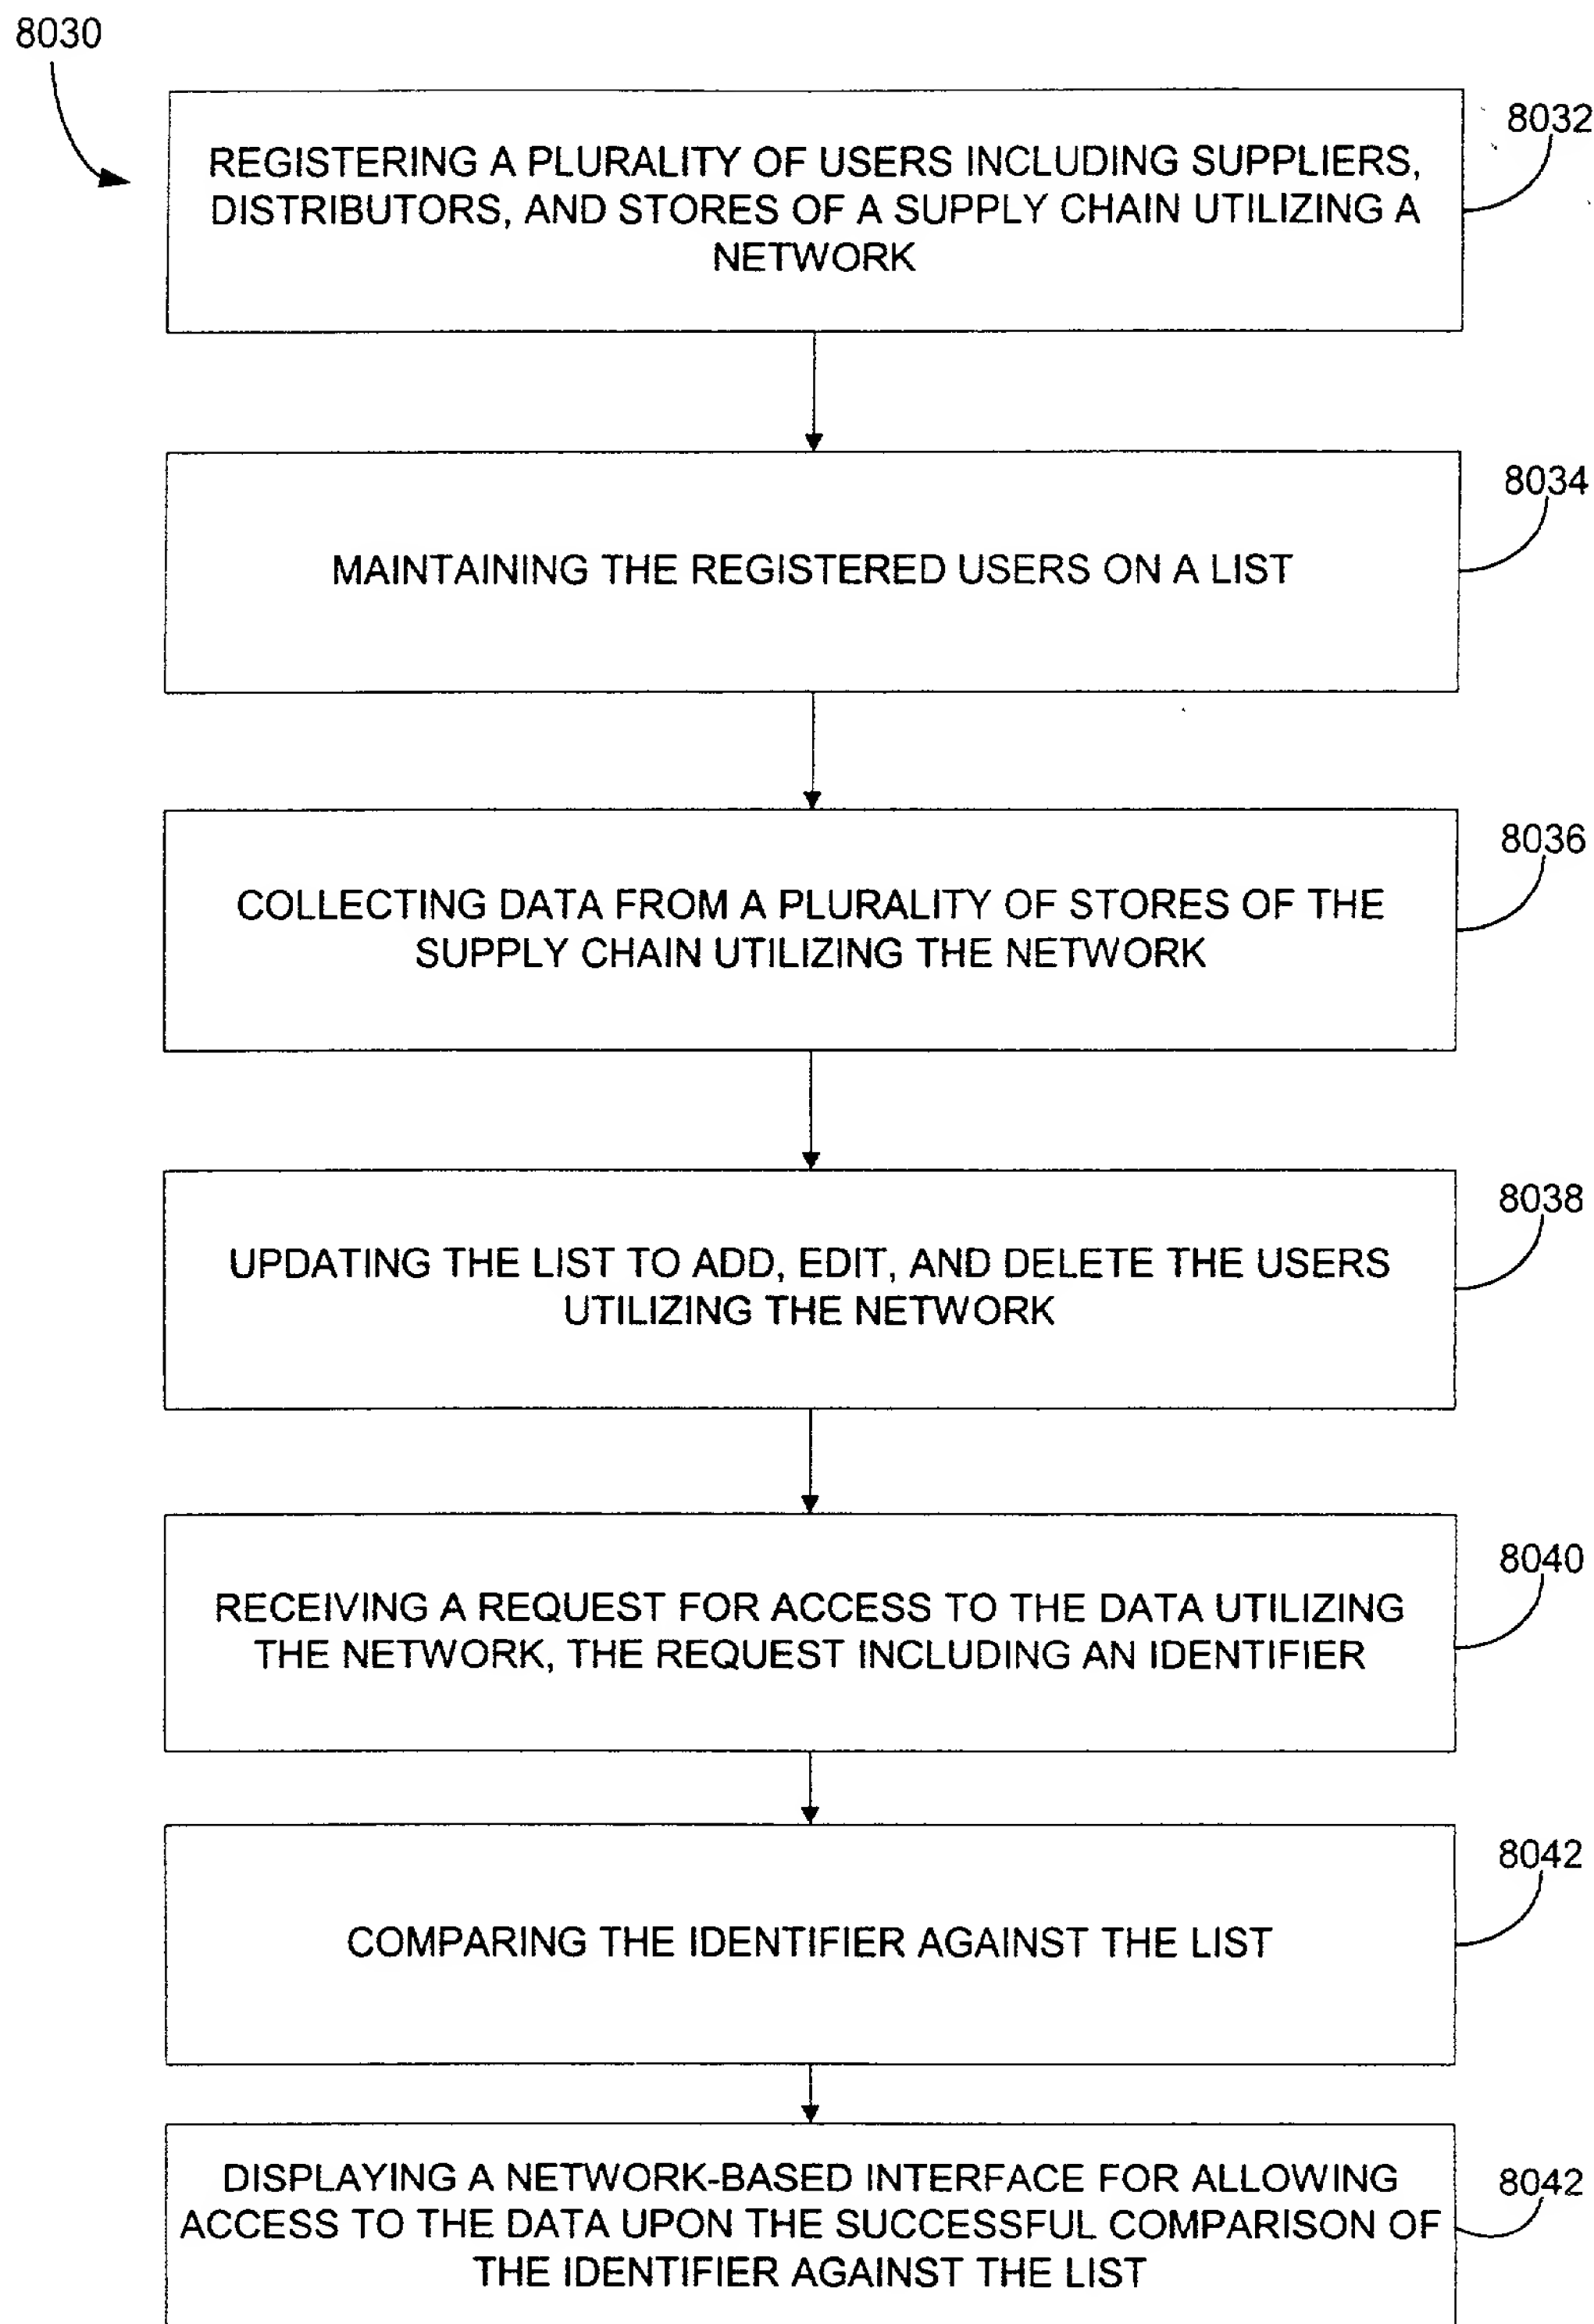 8030
8032
REGISTERING A PLURALITY OF USERS INCLUDING SUPPLIERS,
DISTRIBUTORS, AND STORES OF A SUPPLY CHAIN UTILIZING A
NETWORK
8034
MAINTAINING THE REGISTERED USERS ON A LIST
8036
COLLECTING DATA FROM A PLURALITY OF STORES OF THE
SUPPLY CHAIN UTILIZING THE NETWORK
8038
UPDATING THE LIST TO ADD, EDIT, AND DELETE THE USERS
UTILIZING THE NETWORK
8040
RECEIVING A REQUEST FOR ACCESS TO THE DATA UTILIZING
THE NETWORK, THE REQUEST INCLUDING AN IDENTIFIER
8042
COMPARING THE IDENTIFIER AGAINST THE LIST
8042
DISPLAYING A NETWORK-BASED INTERFACE FOR ALLOWING
ACCESS TO THE DATA UPON THE SUCCESSFUL COMPARISON OF
THE IDENTIFIER AGAINST THE LIST